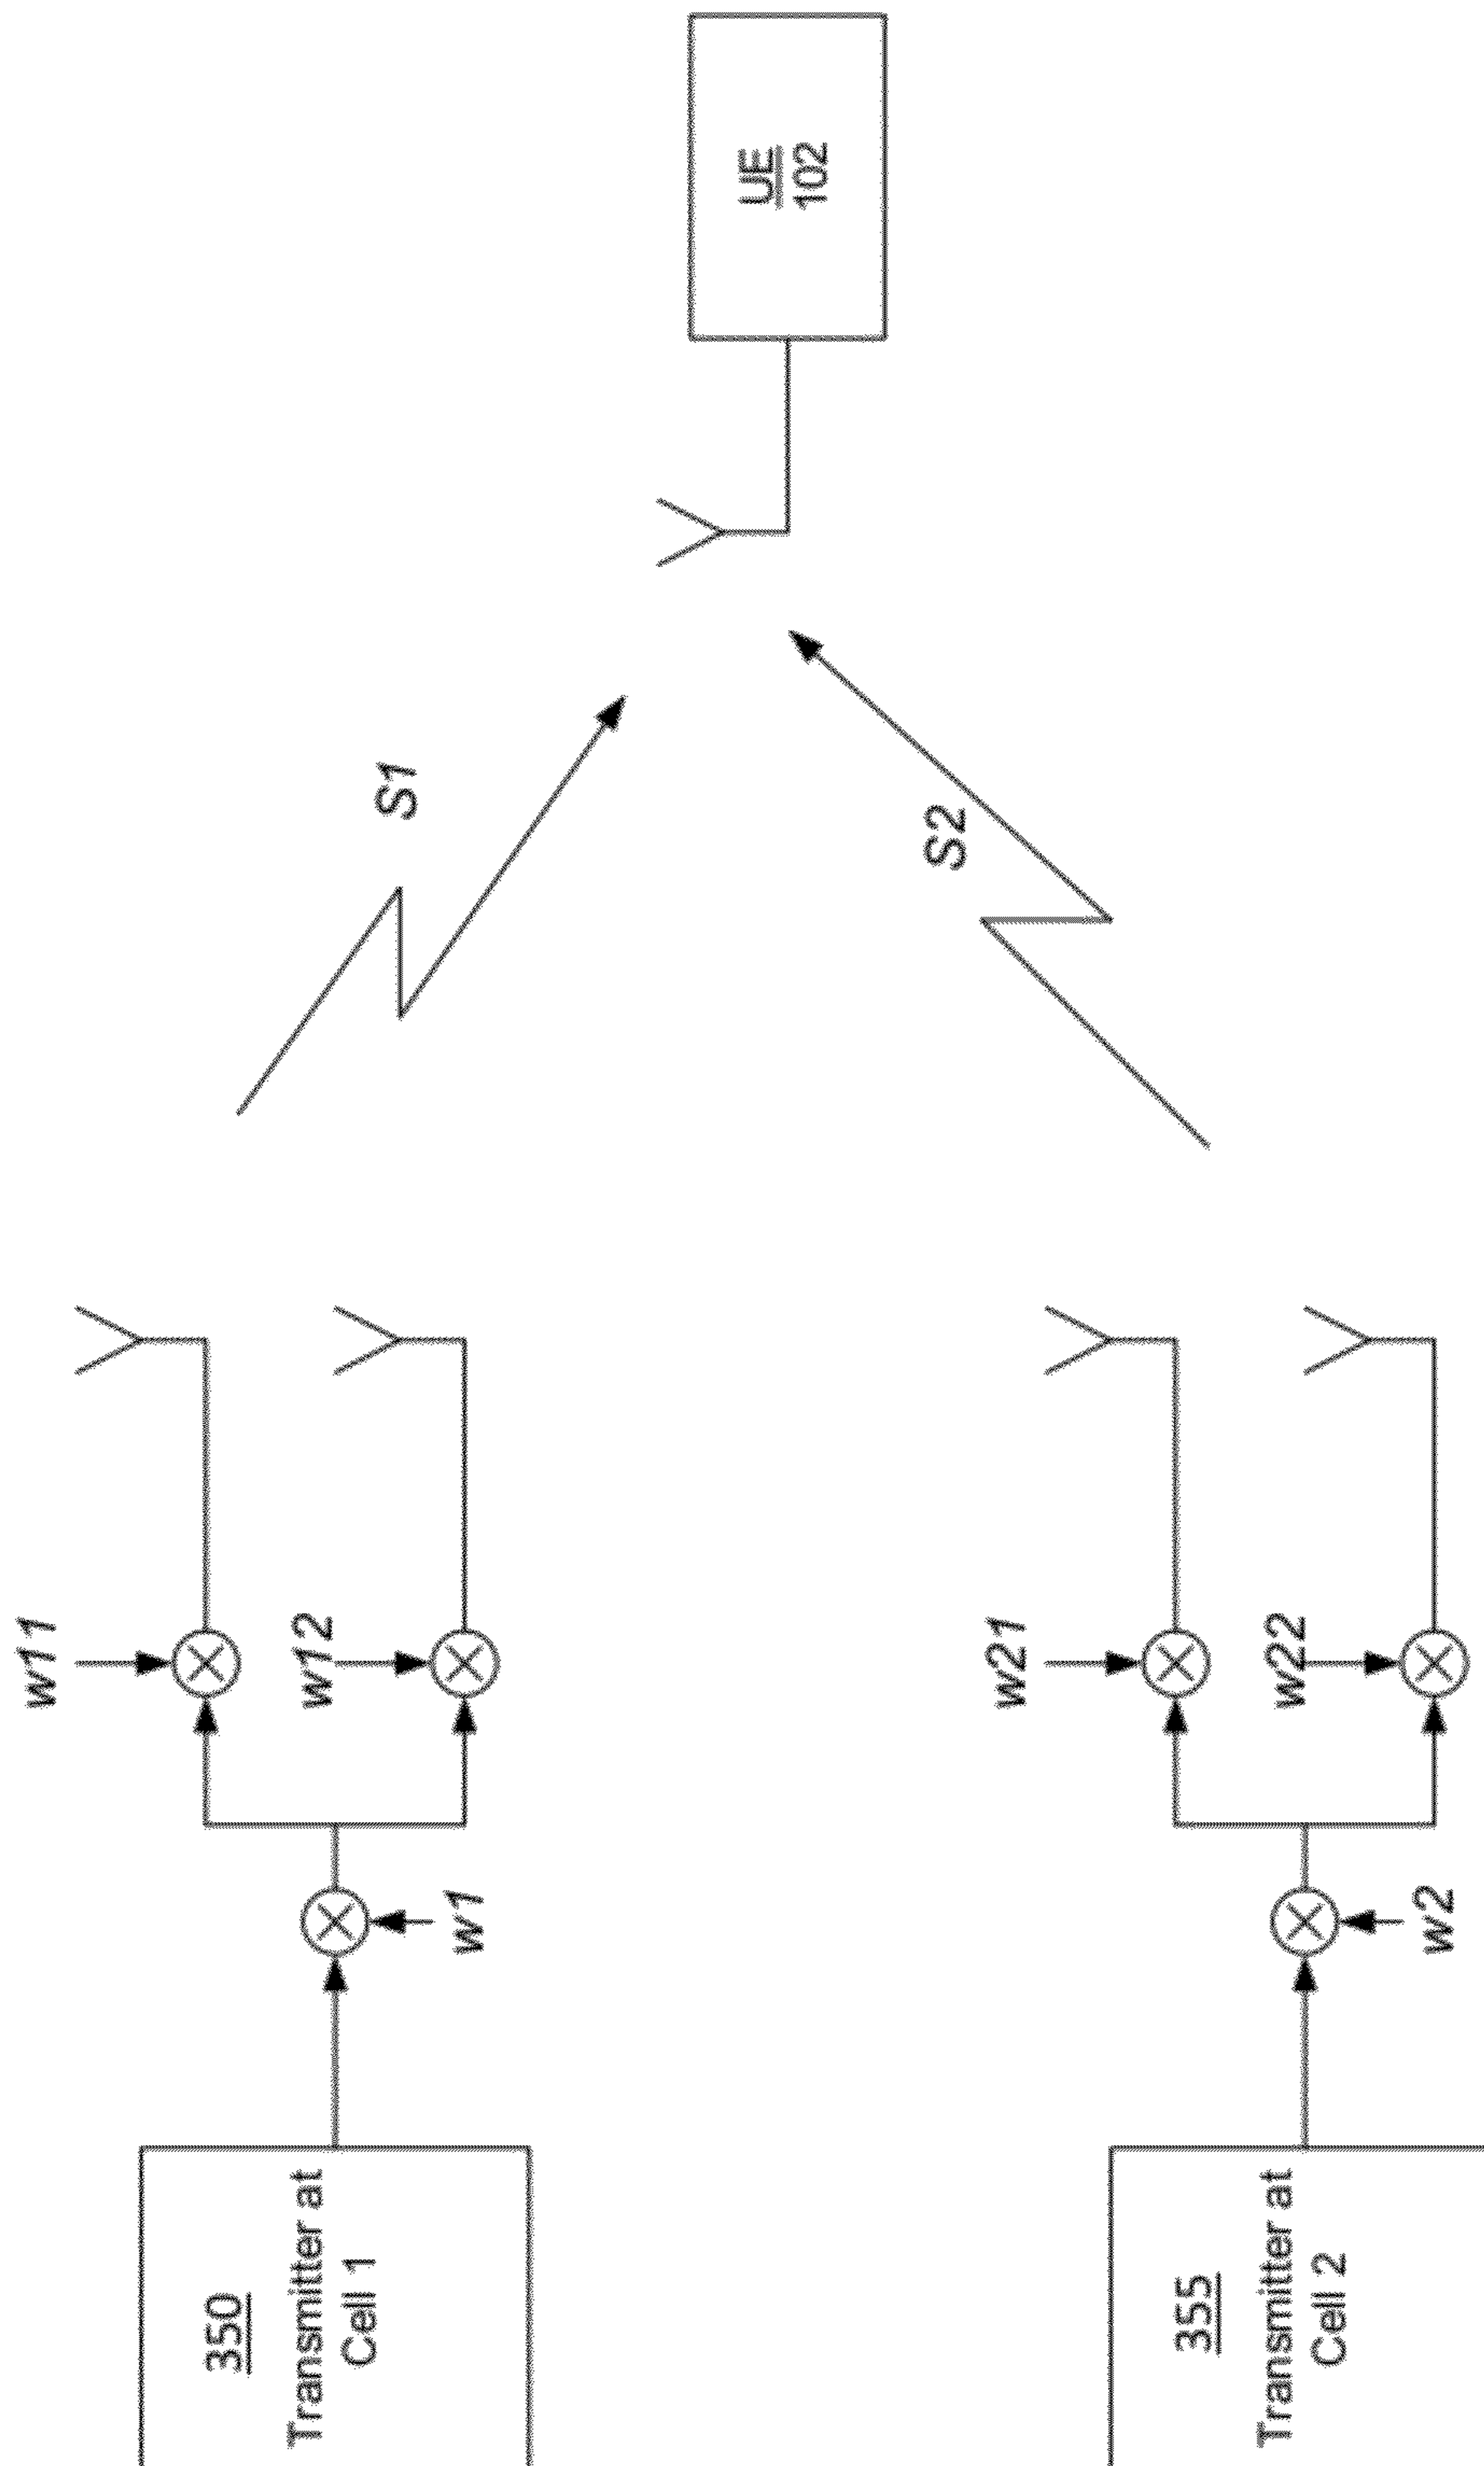 350
Transmitter at
Cell 1
w1
w11
w12
S1
UE
102
S2
355
Transmitter at
Cell 2
w2
w21
w22